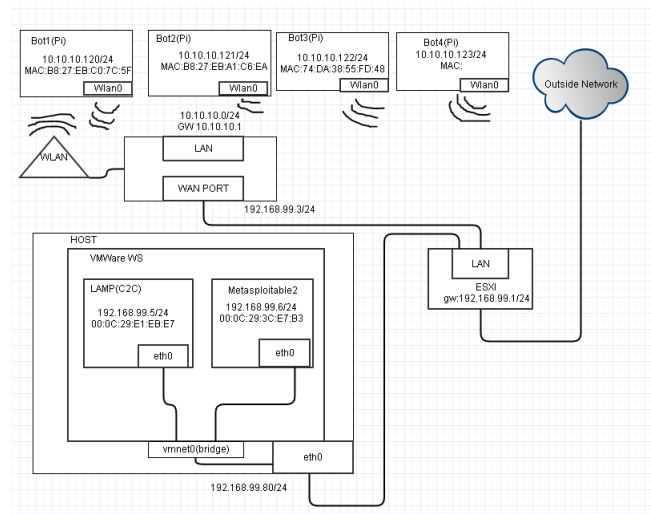 Bot1(Pi)
10.10.10.120/24
MAC:B8:27:EB:C0:7C:5F
Wlan0
Bot2(Pi)
10.10.10.121/24
MAC:B8:27:EB:A1:C6:EA
Wlan0
Bot3(Pi)
10.10.10.122/24
MAC:74:DA:38:55:FD:48
Wlan0
Bot4(Pi)
10.10.10.123/24
MAC:
Wlan0
Outside Network
10.10.10.0/24
GW 10.10.10.1
WLAN
LAN
WAN PORT
192.168.99.3/24
HOST
VMWare WS
LAMP(C2C)
192.168.99.5/24
00:0C:29:E1:EB:E7
eth0
Metasploitable2
192.168.99.6/24
00:0C:29:3C:E7:B3
eth0
LAN
ESXI
gw:192.168.99.1/24
vmnet0(bridge)
eth0
192.168.99.80/24